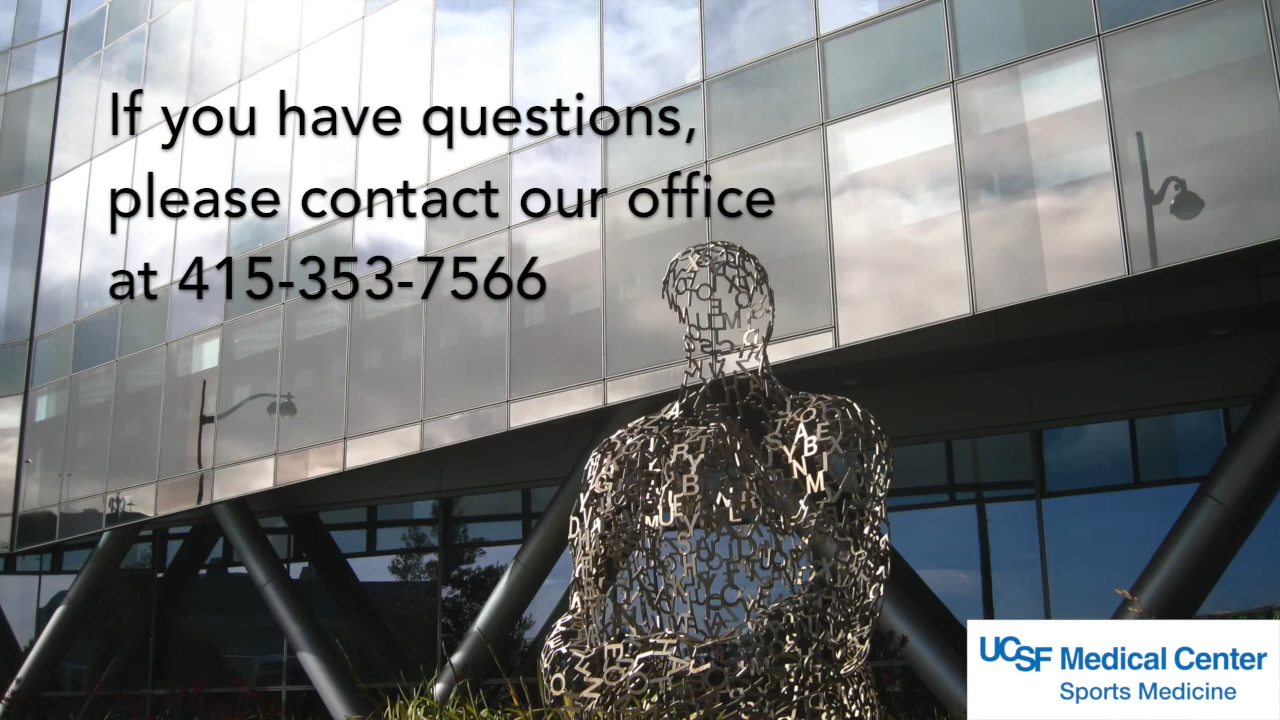 If you have questions,
please contact our office
at 415-353-7566
UCSF Medical Center
Sports Medicine